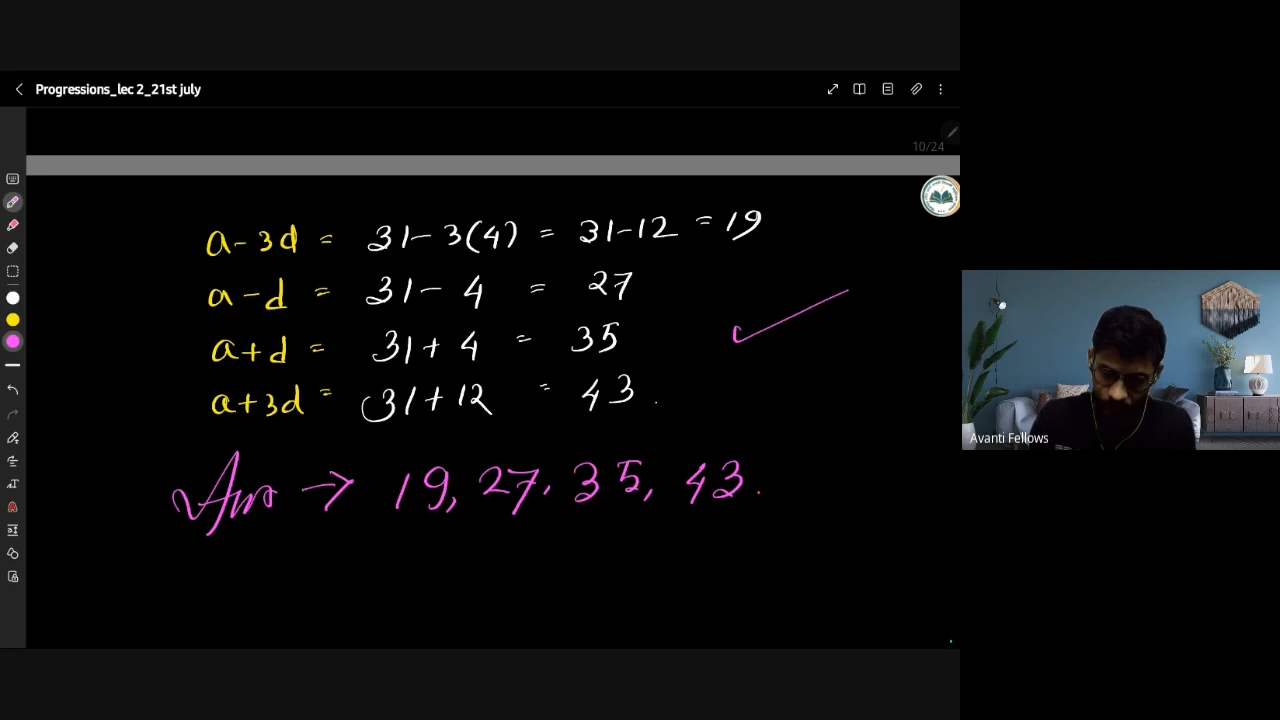 Progressions_lec 2_21st july
10/24
a-3d = 31-3(4) = 31-12 = 19
a-d = 31-4 = 27
a+d = 31+4 = 35
a+3d = 31+12 = 43.
Ans → 19, 27, 35, 43.
Avanti Fellows